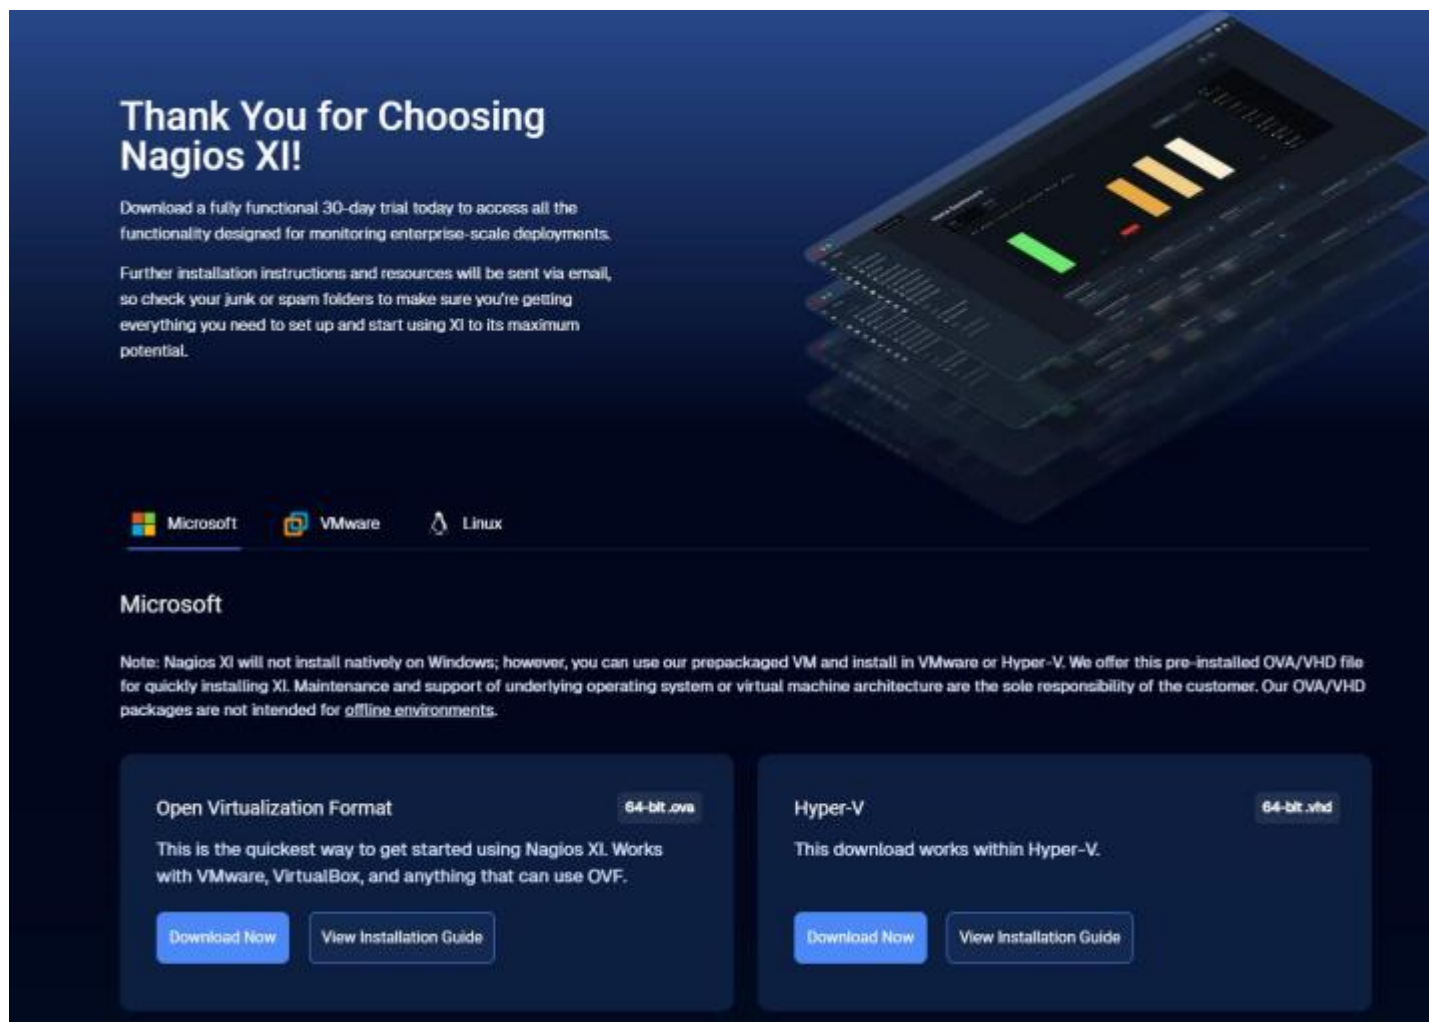 Thank You for Choosing
Nagios XI!
Download a fully functional 30-day trial today to access all the
functionality designed for monitoring enterprise-scale deployments.
Further installation instructions and resources will be sent via email,
so check your junk or spam folders to make sure you're getting
everything you need to set up and start using XI to its maximum
potential.
Microsoft
VMware
Linux
Microsoft
Note: Nagios XI will not install natively on Windows; however, you can use our prepackaged VM and install in VMware or Hyper-V. We offer this pre-installed OVA/VHD file
for quickly installing XI. Maintenance and support of underlying operating system or virtual machine architecture are the sole responsibility of the customer. Our OVA/VHD
packages are not intended for offline environments.
Open Virtualization Format
64-bit .ova
This is the quickest way to get started using Nagios XI. Works
with VMware, VirtualBox, and anything that can use OVF.
Download Now
View Installation Guide
Hyper-V
64-bit .vhd
This download works within Hyper-V.
Download Now
View Installation Guide